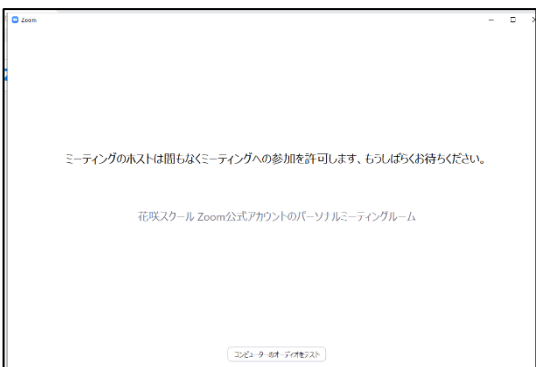 Zoom
ミーティングのホストは間もなくミーティングへの参加を許可します、もうしばらくお待ちください。
花咲スクール Zoom公式アカウントのパーソナルミーティングルーム
コンピューターのオーディオをテスト